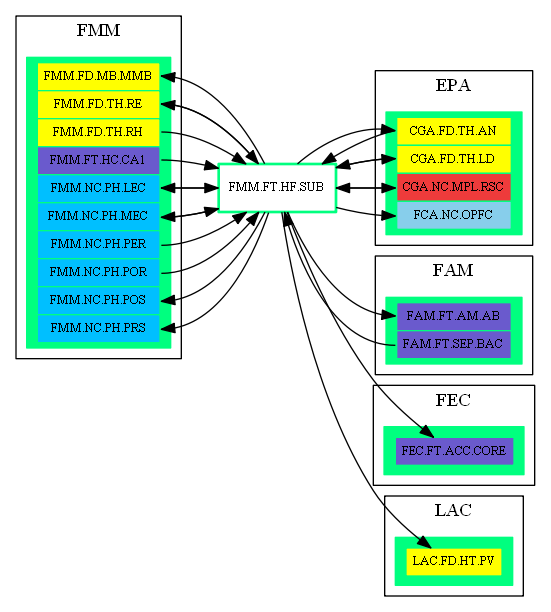 FMM
FMM.FD.MB.MMB
FMM.FD.TH.RE
FMM.FD.TH.RH
FMM.FT.HC.CA1
FMM.NC.PH.LEC
FMM.NC.PH.MEC
FMM.NC.PH.PER
FMM.NC.PH.POR
FMM.NC.PH.POS
FMM.NC.PH.PRS
FMM.FT.HF.SUB
EPA
CGA.FD.TH.AN
CGA.FD.TH.LD
CGA.NC.MPL.RSC
FCA.NC.OPFC
FAM
FAM.FT.AM.AB
FAM.FT.SEP.BAC
FEC
FEC.FT.ACC.CORE
LAC
LAC.FD.HT.PV